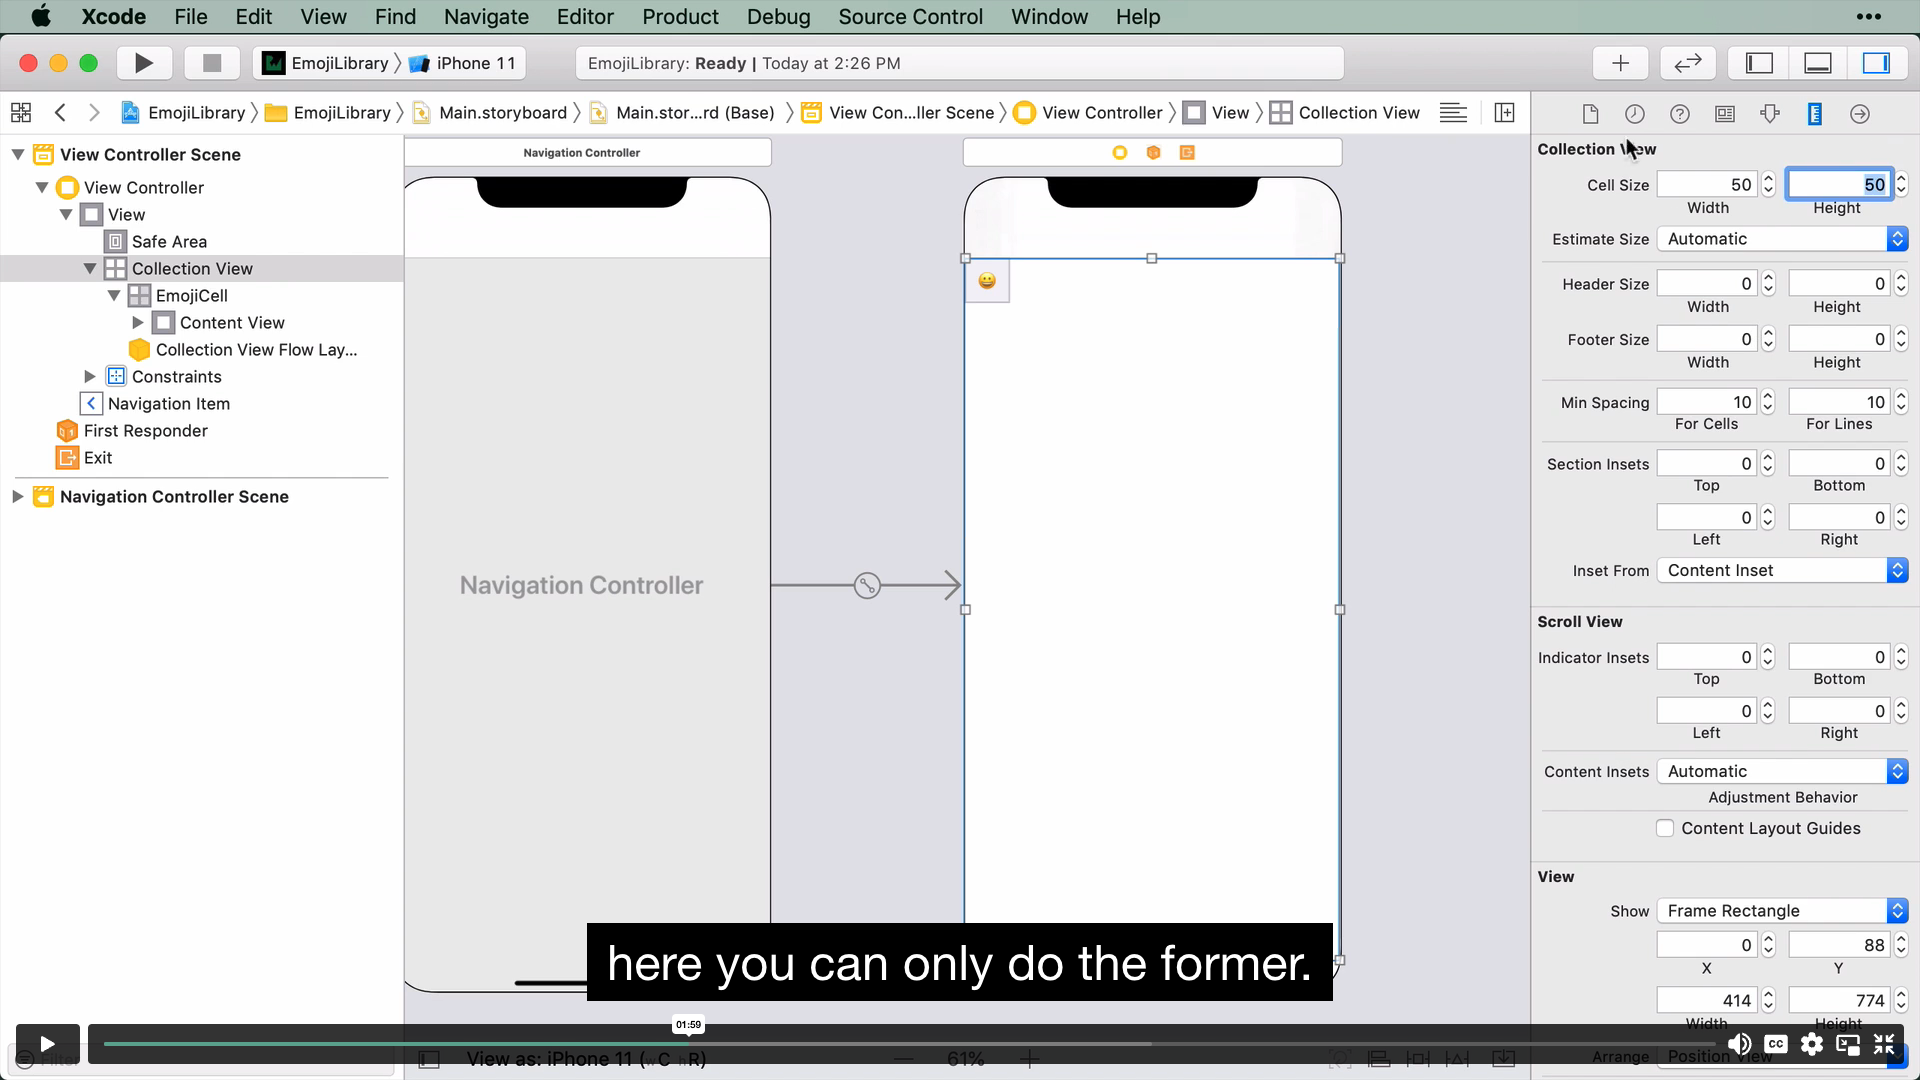 Xcode File Edit View Find Navigate Editor Product Debug Source Control Window Help
EmojiLibrary iPhone 11
EmojiLibrary: Ready | Today at 2:26 PM
EmojiLibrary EmojiLibrary Main.storyboard Main.stor...rd (Base) View Con...ller Scene View Controller View Collection View
View Controller Scene
View Controller
View
Safe Area
Collection View
EmojiCell
Content View
Collection View Flow Lay...
Constraints
Navigation Item
First Responder
Exit
Navigation Controller Scene
Navigation Controller
Navigation Controller
Collection View
Cell Size 50 50
Width Height
Estimate Size Automatic
Header Size 0 0
Width Height
Footer Size 0 0
Width Height
Min Spacing 10 10
For Cells For Lines
Section Insets 0 0
Top Bottom
0 0
Left Right
Inset From Content Inset
Scroll View
Indicator Insets 0 0
Top Bottom
0 0
Left Right
Content Insets Automatic
Adjustment Behavior
Content Layout Guides
View
Show Frame Rectangle
0 88
X Y
414 774
Width Height
Arrange Position View
here you can only do the former.
01:59
CC
Filter
View as: iPhone 11 (wC hR)
61%